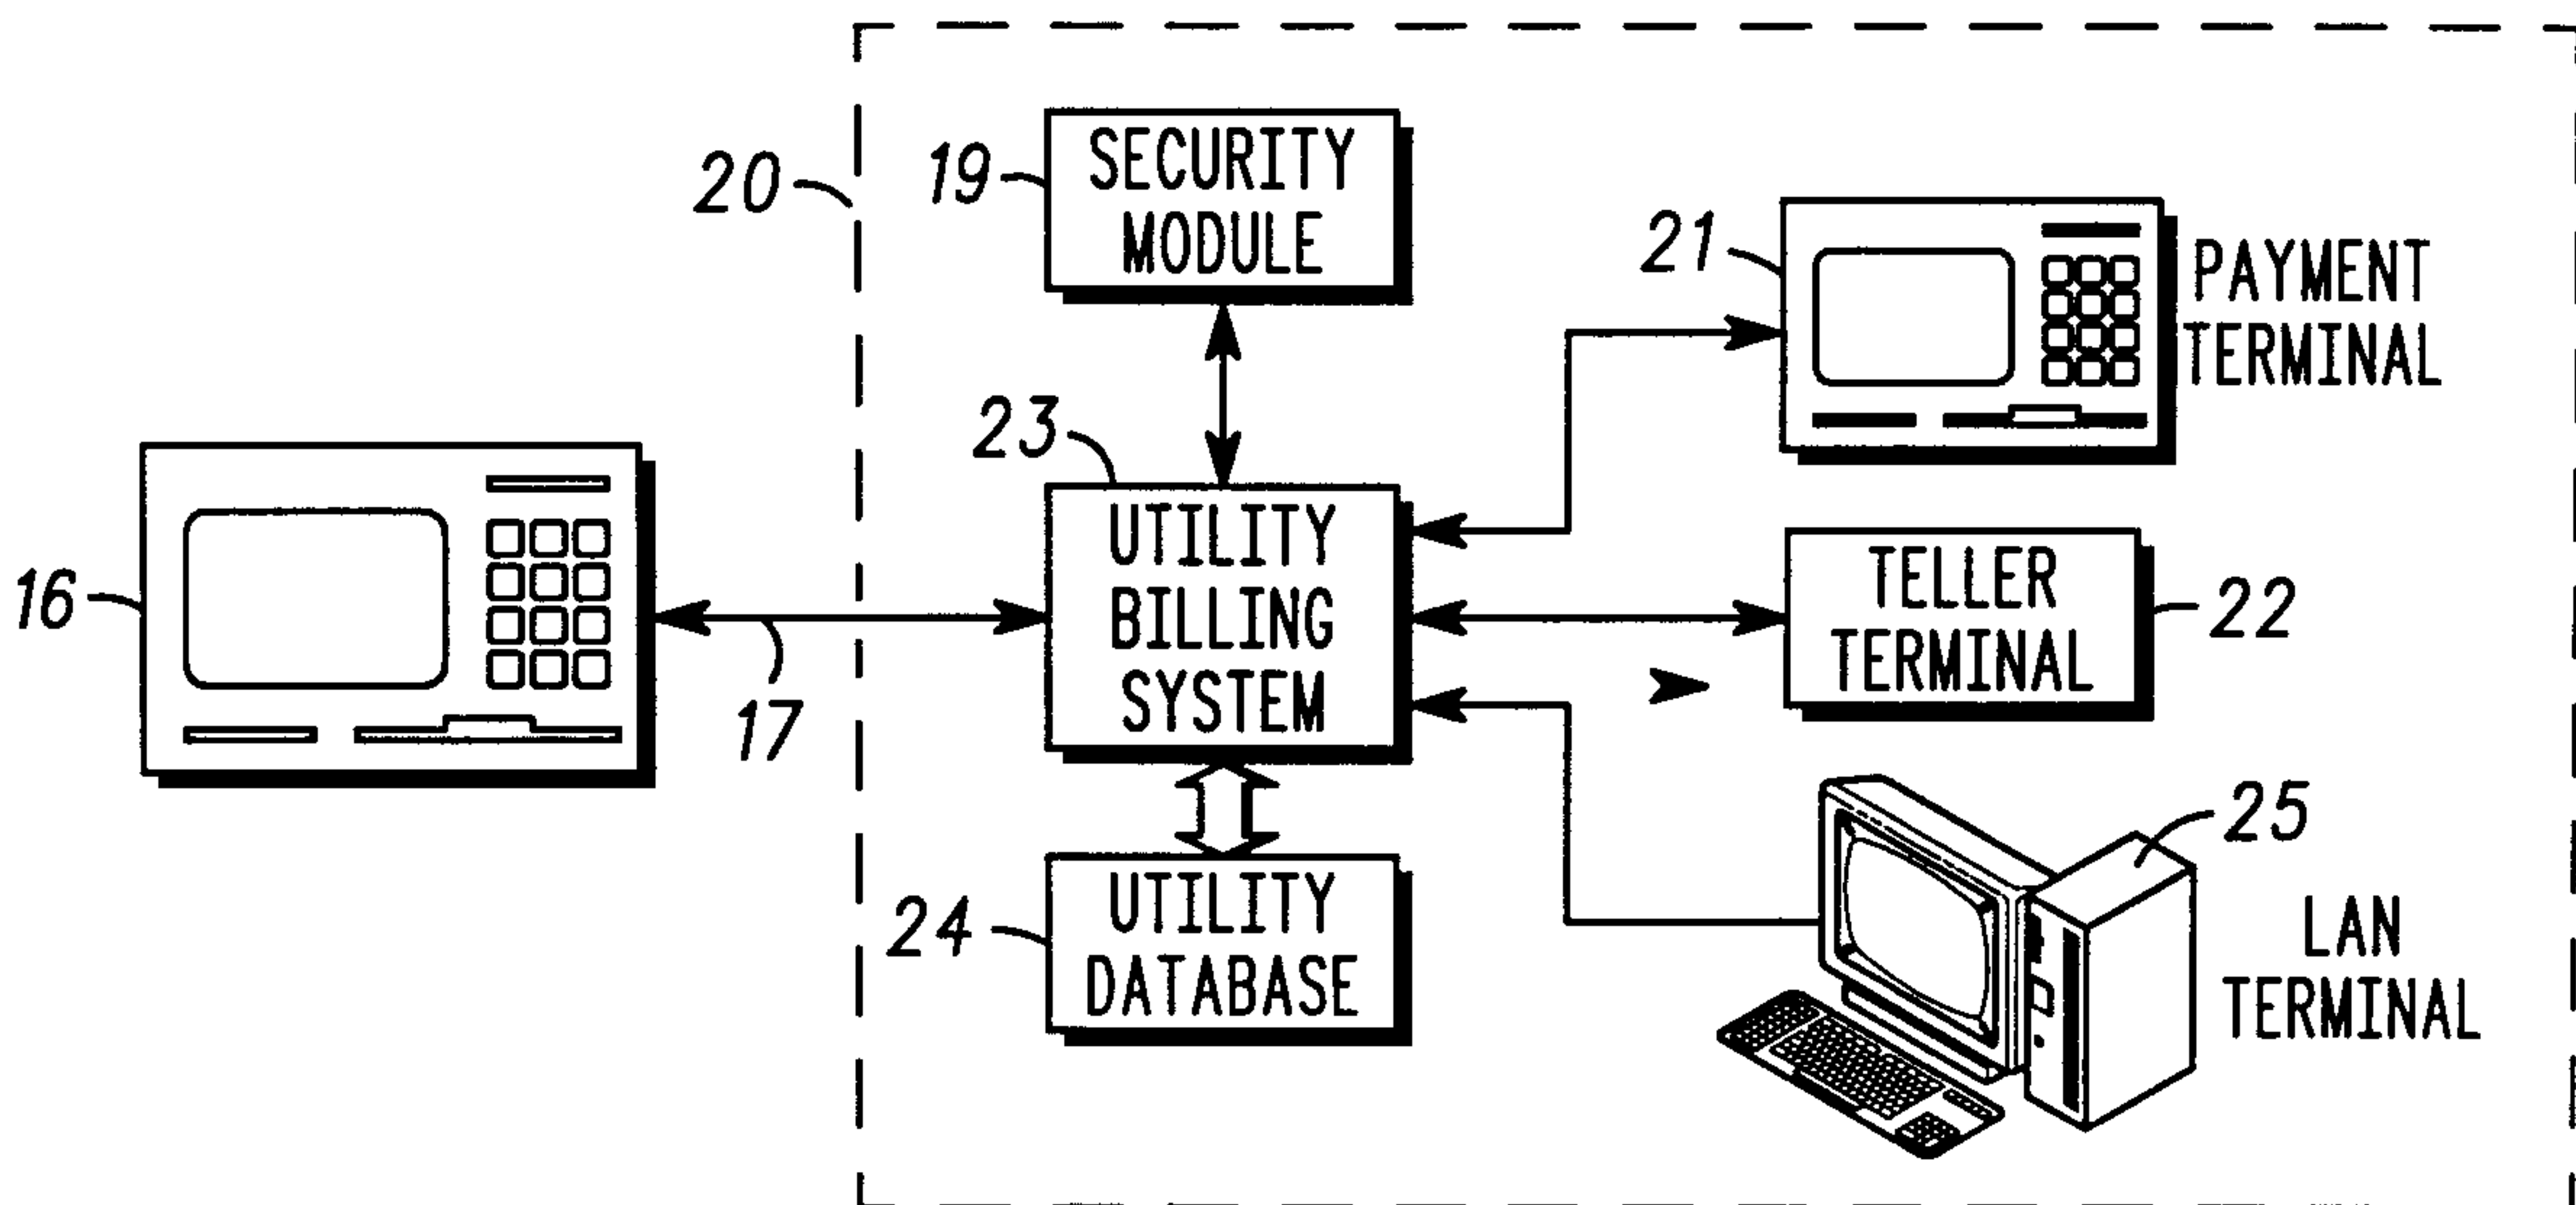 20
19
SECURITY
MODULE
21
PAYMENT
TERMINAL
23
UTILITY
BILLING
SYSTEM
16
17
TELLER
TERMINAL
22
24
UTILITY
DATABASE
25
LAN
TERMINAL